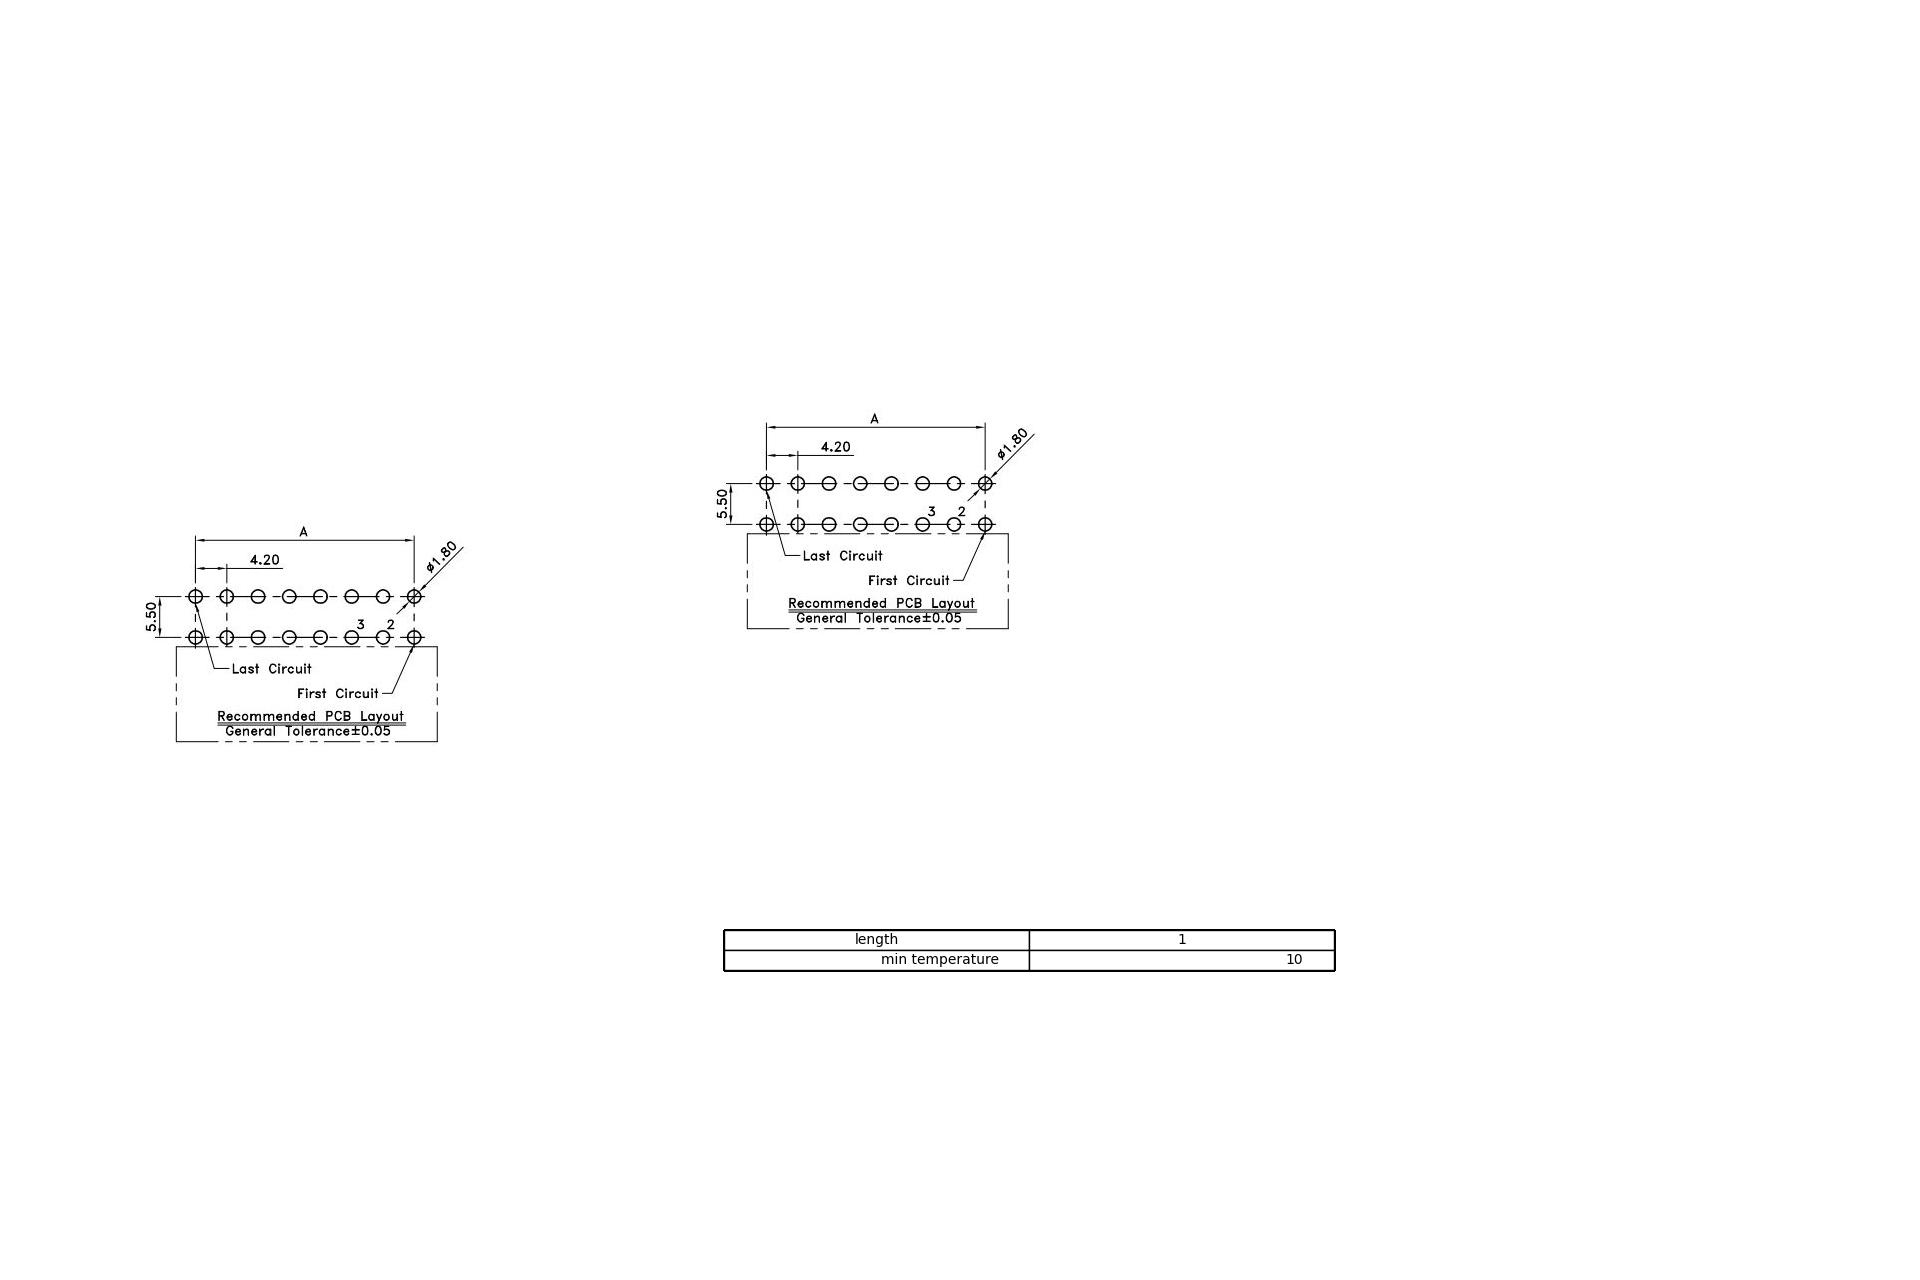 A
4.20
ø1.80
5.50
3 2
Last Circuit
First Circuit
Recommended PCB Layout
General Tolerance±0.05
A
4.20
ø1.80
5.50
3 2
Last Circuit
First Circuit
Recommended PCB Layout
General Tolerance±0.05
length 1
min temperature 10